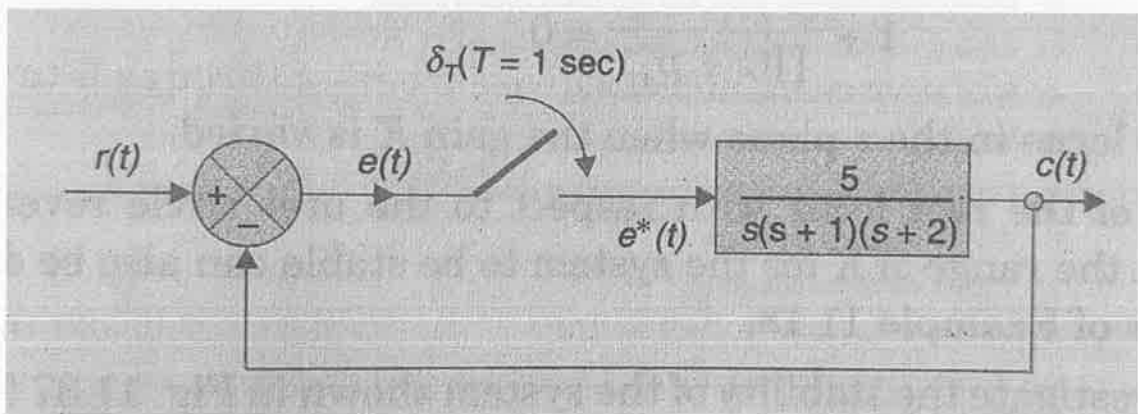 δT(T = 1 sec)
r(t)
+
−
e(t)
e*(t)
5
s(s + 1)(s + 2)
c(t)